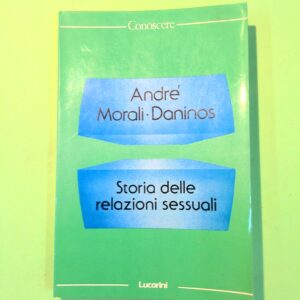 Conoscere
André
Morali-Daninos
Storia delle
relazioni sessuali
Lucarini